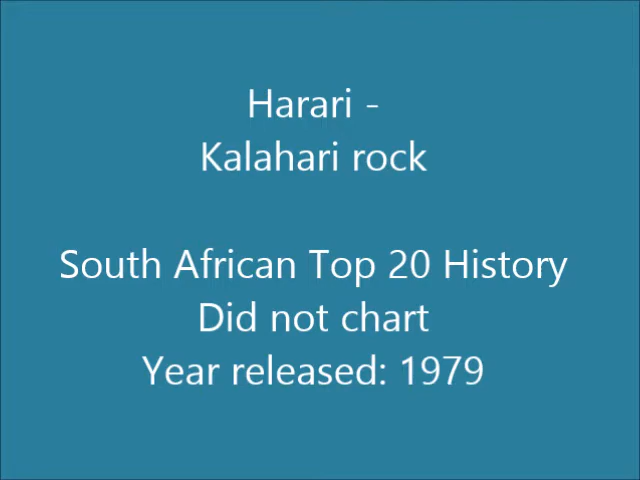 Harari -
Kalahari rock
South African Top 20 History
Did not chart
Year released: 1979